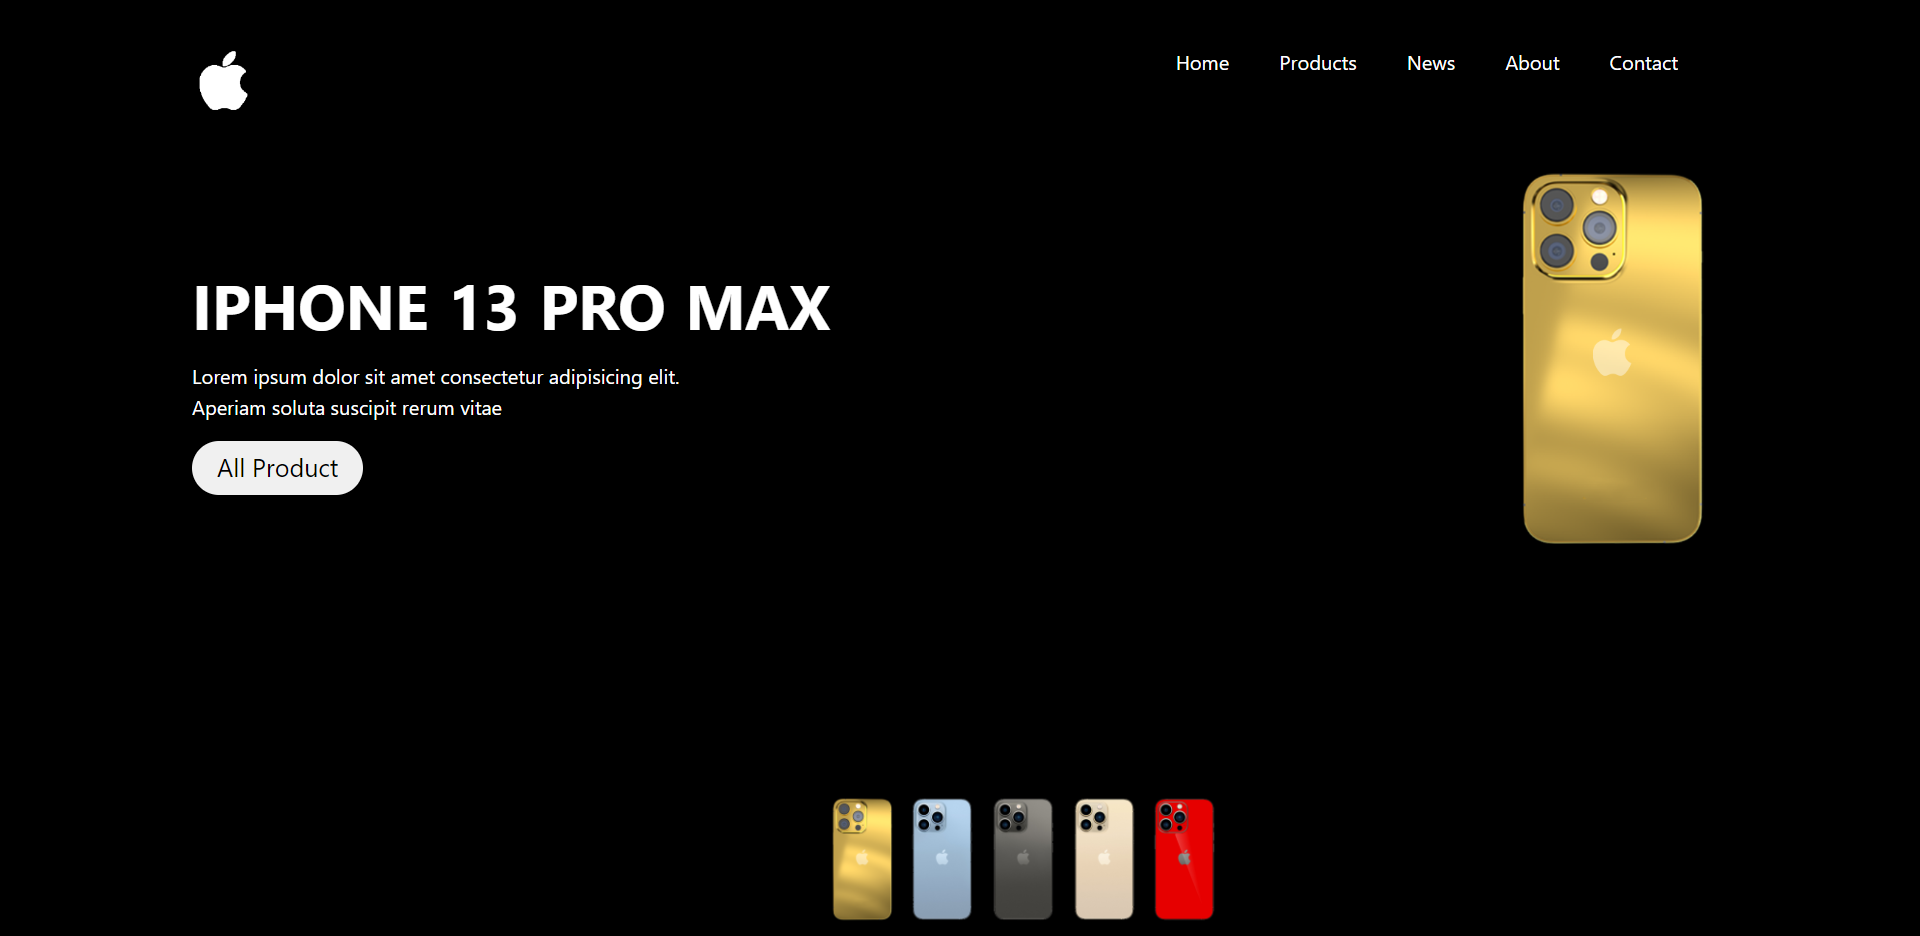 Home Products News About Contact
IPHONE 13 PRO MAX
Lorem ipsum dolor sit amet consectetur adipisicing elit.
Aperiam soluta suscipit rerum vitae
All Product